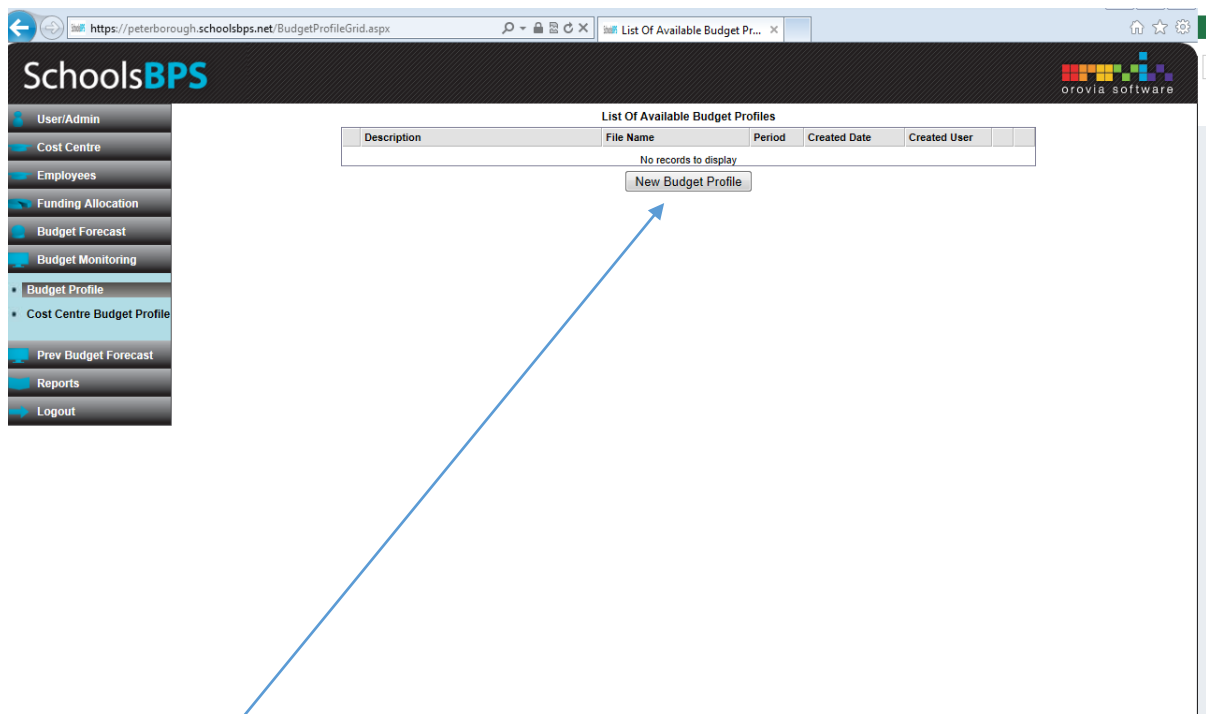 https://peterborough.schoolsbps.net/BudgetProfileGrid.aspx
List Of Available Budget Pr...
SchoolsBPS
orovia software
User/Admin
Cost Centre
Employees
Funding Allocation
Budget Forecast
Budget Monitoring
Budget Profile
Cost Centre Budget Profile
Prev Budget Forecast
Reports
Logout
List Of Available Budget Profiles
Description File Name Period Created Date Created User
No records to display
New Budget Profile